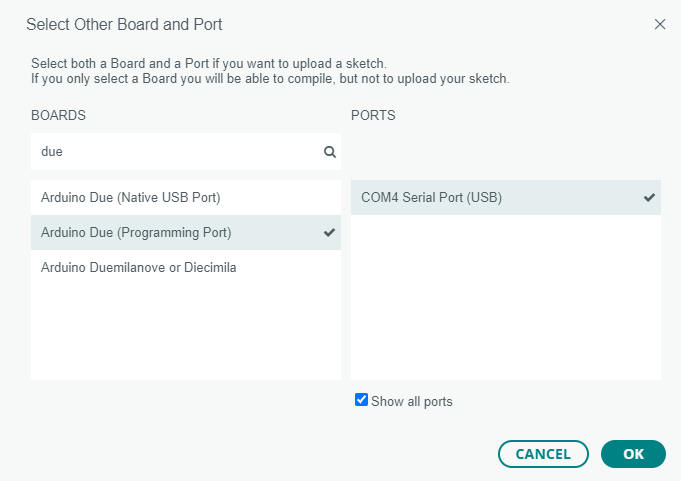 Select Other Board and Port
Select both a Board and a Port if you want to upload a sketch.
If you only select a Board you will be able to compile, but not to upload your sketch.
BOARDS
PORTS
due
Arduino Due (Native USB Port)
COM4 Serial Port (USB)
Arduino Due (Programming Port)
Arduino Duemilanove or Diecimila
Show all ports
CANCEL
OK